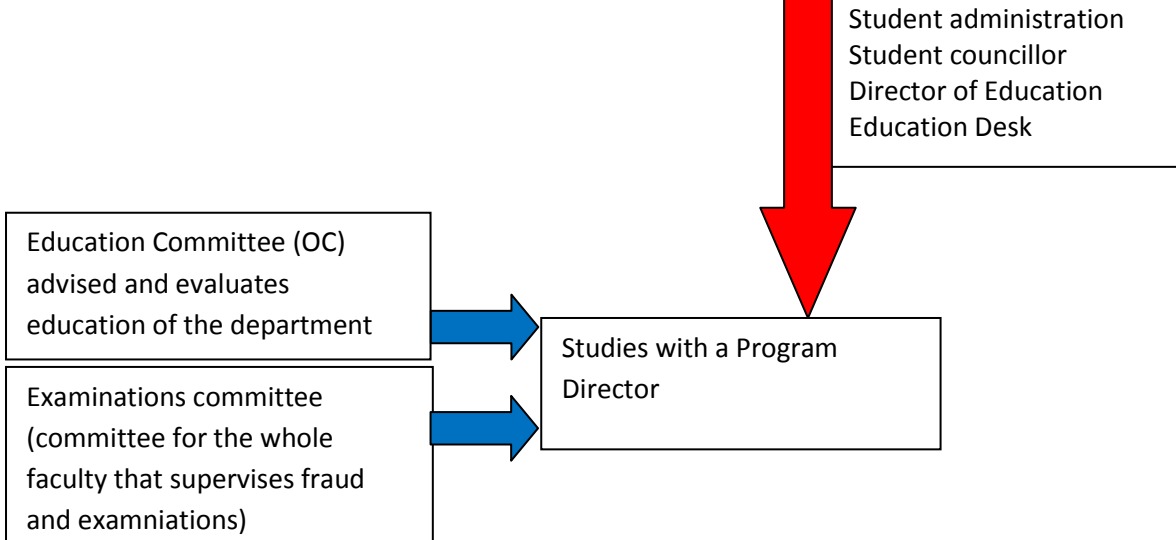 Student administration
Student councillor
Director of Education
Education Desk
Education Committee (OC)
advised and evaluates
education of the department
Studies with a Program
Director
Examinations committee
(committee for the whole
faculty that supervises fraud
and examniations)